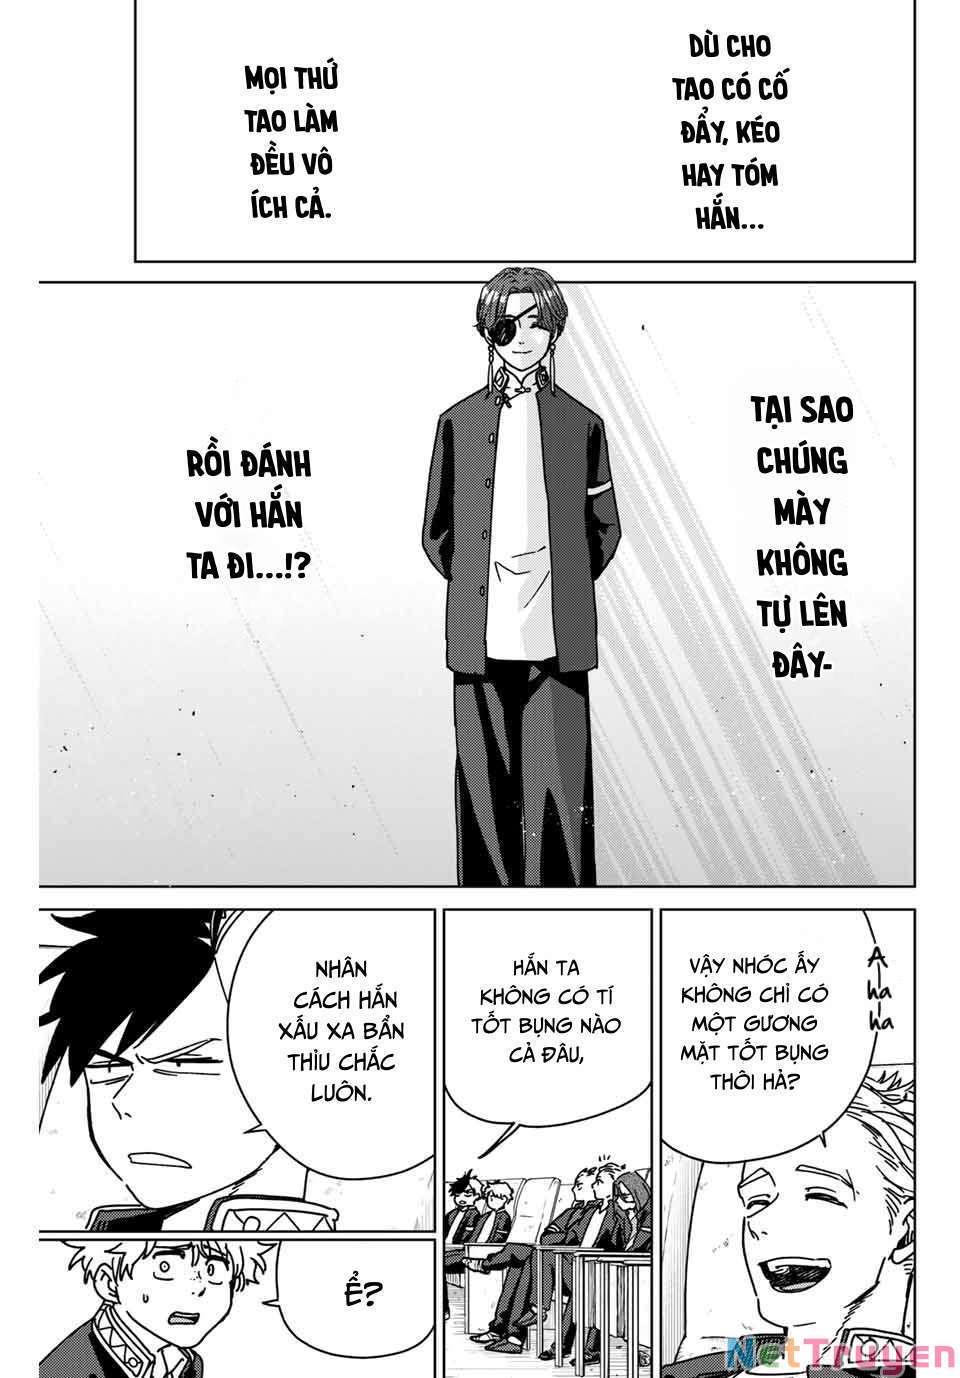 DÙ CHO
TAO CÓ CỐ
ĐẨY, KÉO
HAY TÓM
HẮN...
MỌI THỨ
TAO LÀM
ĐỀU VÔ
ÍCH CẢ.
TẠI SAO
CHÚNG
MÀY
KHÔNG
TỰ LÊN
ĐÂY-
RỒI ĐÁNH
VỚI HẮN
TA ĐI...!?
A
ha
ha
VẬY NHÓC ẤY
KHÔNG CHỈ CÓ
MỘT GƯƠNG
MẶT TỐT BỤNG
THÔI HẢ?
HẮN TA
KHÔNG CÓ TÍ
TỐT BỤNG NÀO
CẢ ĐÂU,
NHÂN
CÁCH HẮN
XẤU XA BẨN
THỈU CHẮC
LUÔN.
Ể?
NetTruyen